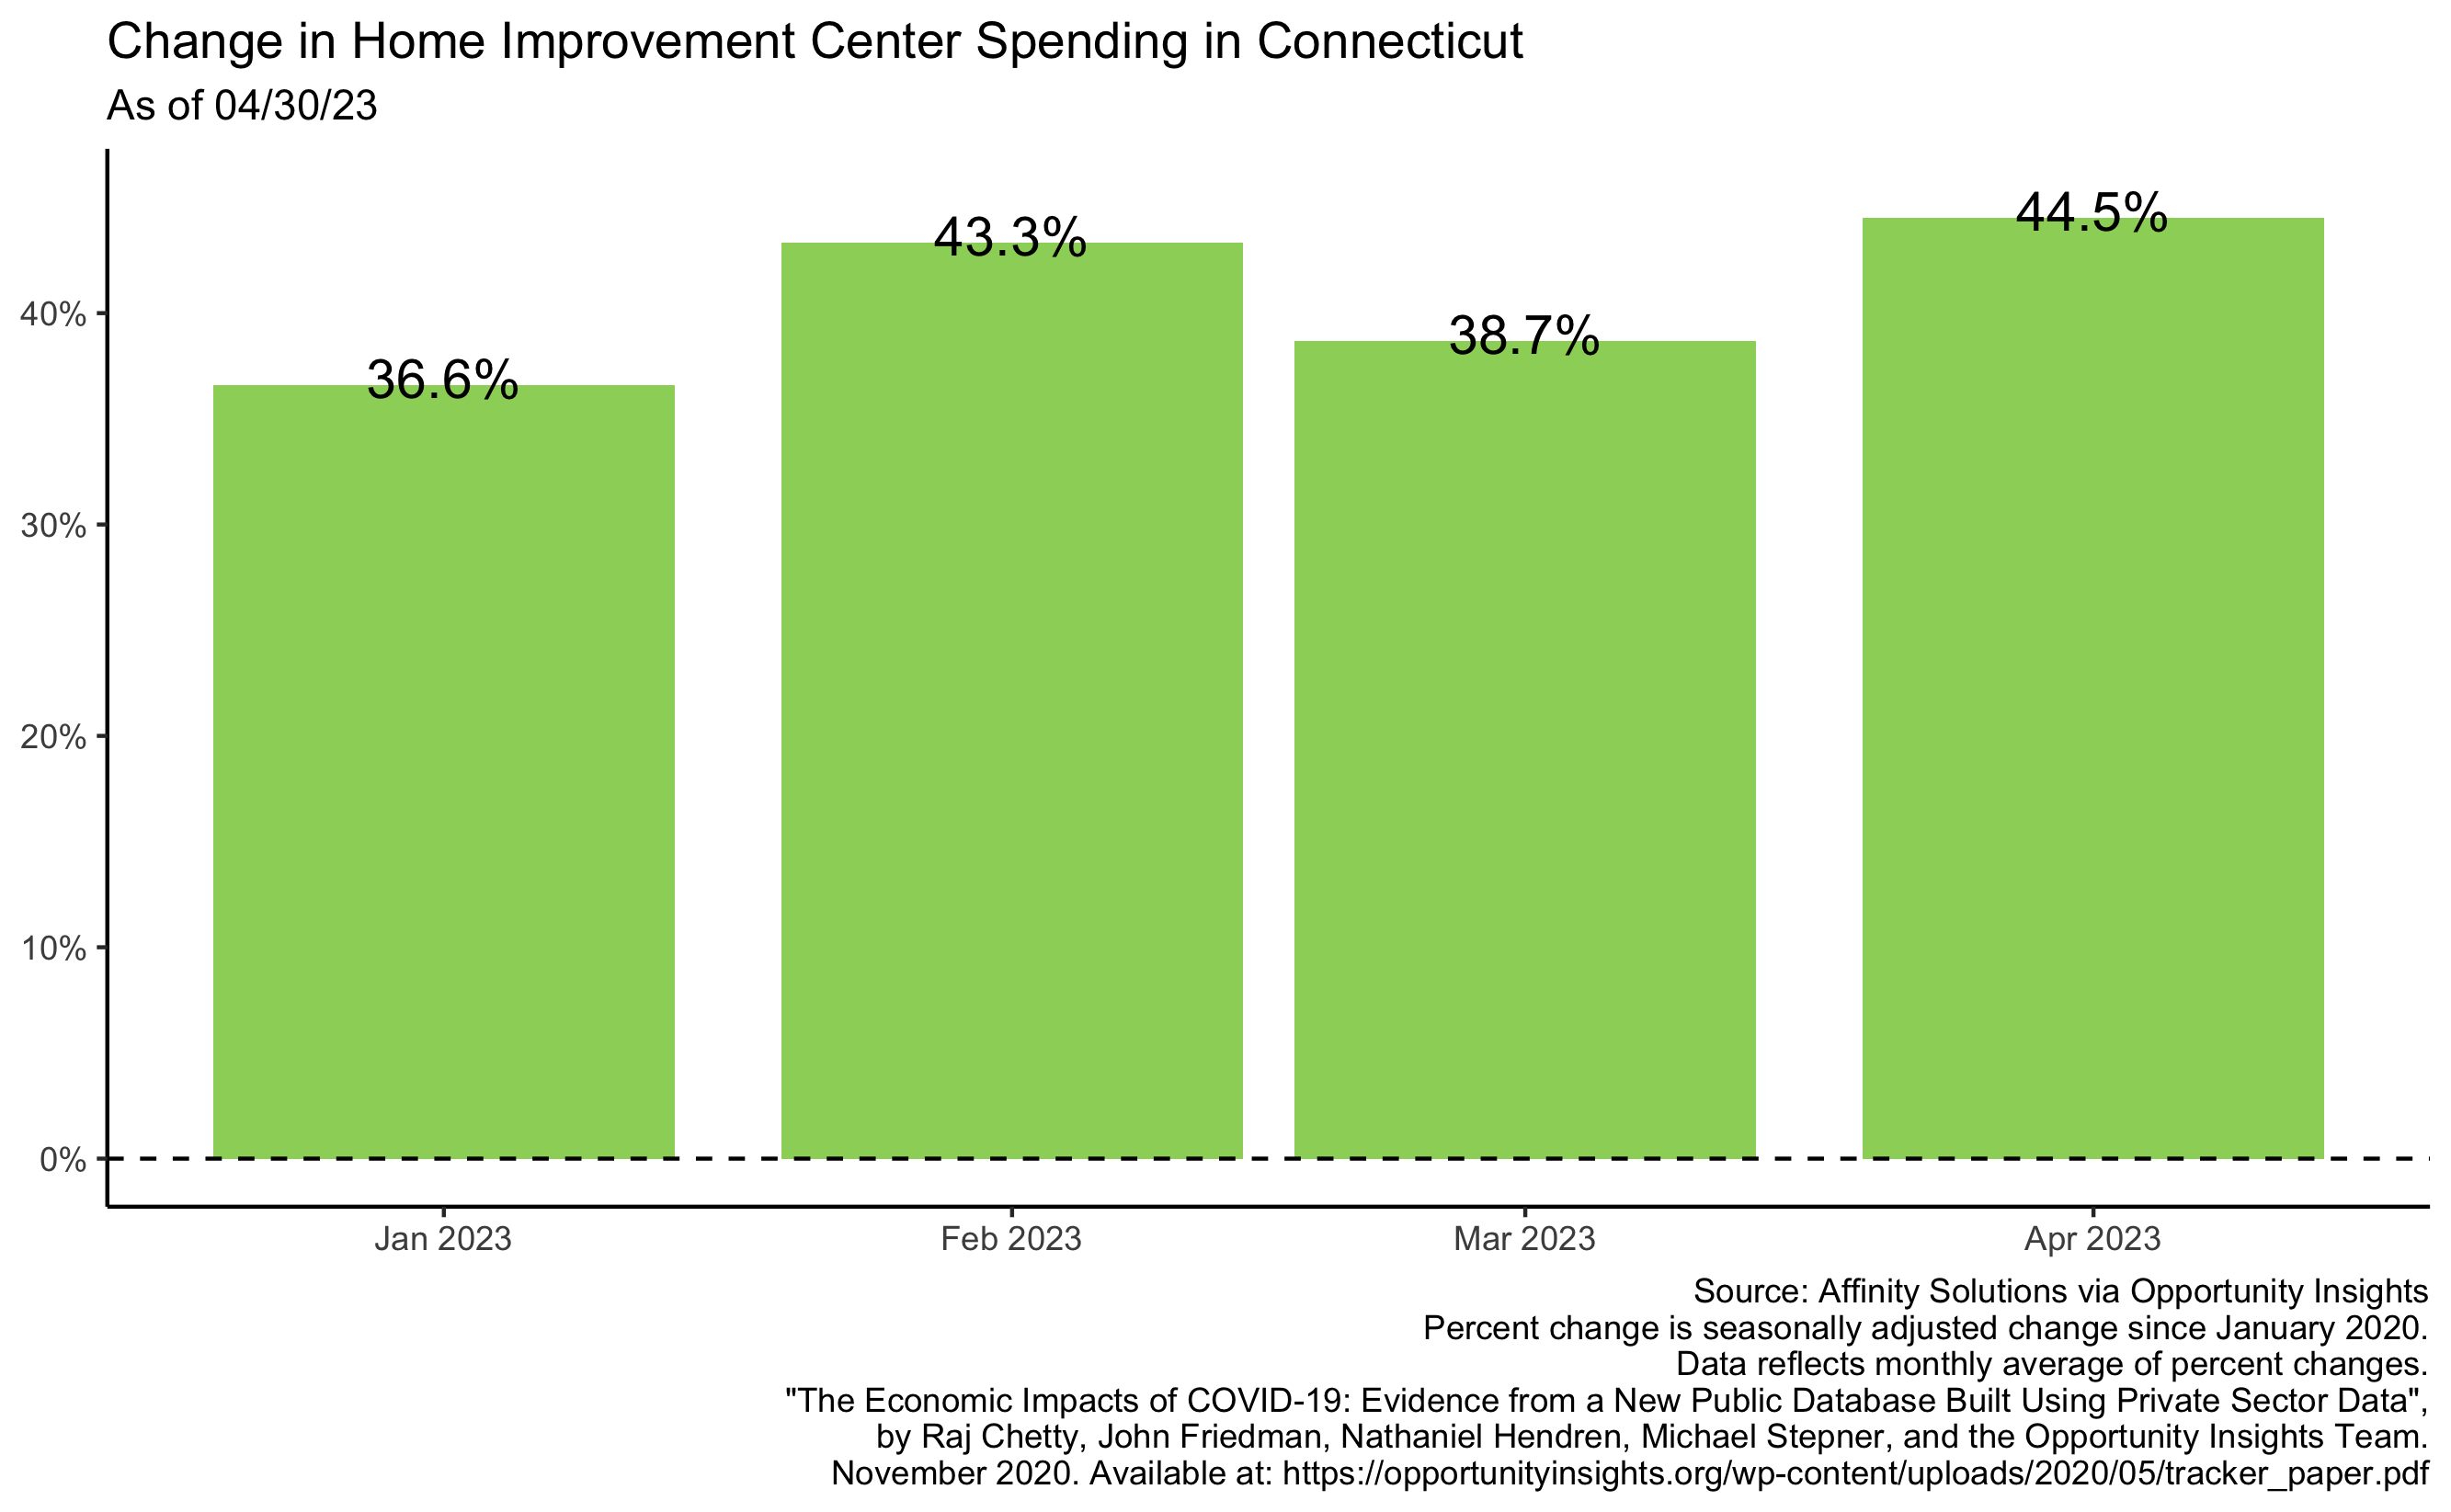 Change in Home Improvement Center Spending in Connecticut
As of 04/30/23
44.5%
43.3%
38.7%
36.6%
40%
30%
20%
10%
0%
Jan 2023 Feb 2023 Mar 2023 Apr 2023
Source: Affinity Solutions via Opportunity Insights
Percent change is seasonally adjusted change since January 2020.
Data reflects monthly average of percent changes.
"The Economic Impacts of COVID-19: Evidence from a New Public Database Built Using Private Sector Data",
by Raj Chetty, John Friedman, Nathaniel Hendren, Michael Stepner, and the Opportunity Insights Team.
November 2020. Available at: https://opportunityinsights.org/wp-content/uploads/2020/05/tracker_paper.pdf